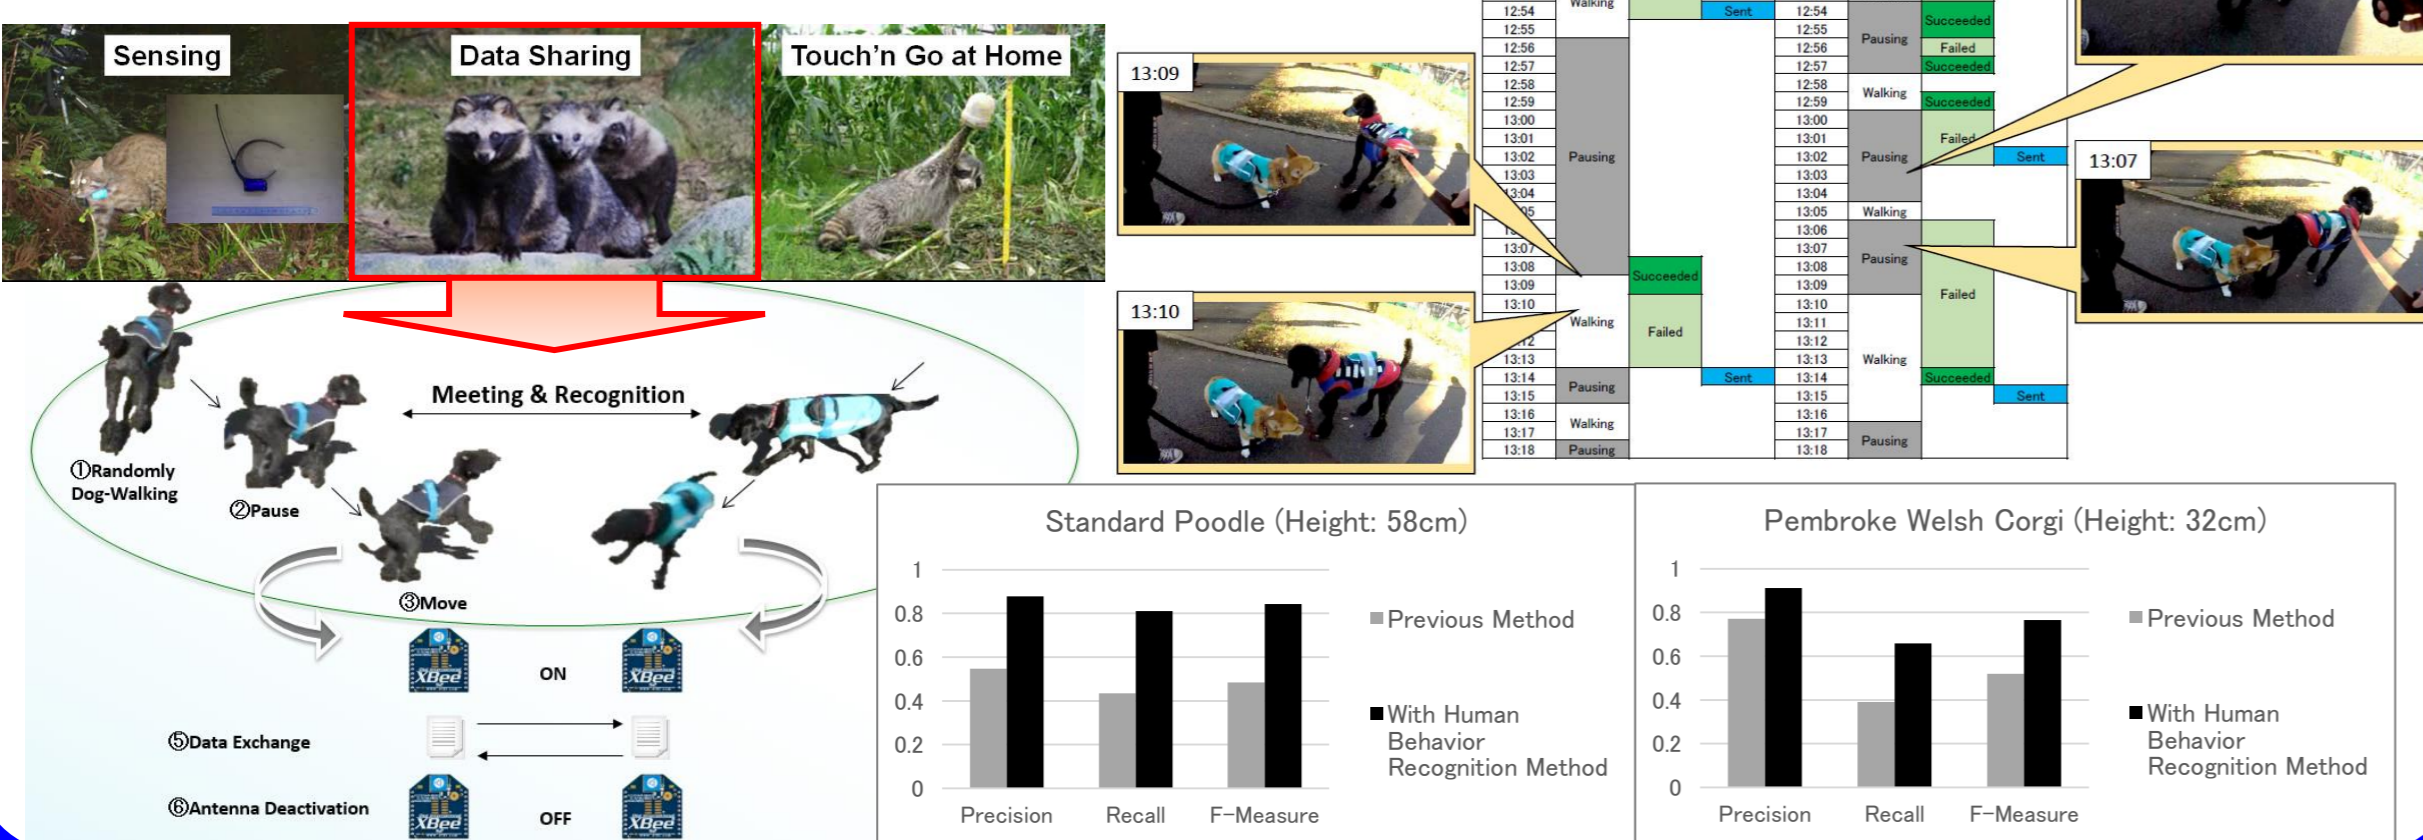 Sensing
Data Sharing
Touch'n Go at Home
①Randomly
Dog-Walking
②Pause
Meeting & Recognition
③Move
XBee
ON
XBee
⑤Data Exchange
⑥Antenna Deactivation
XBee
OFF
XBee
13:09
13:10
Walking
12:54
Sent
12:55
12:56
12:57
12:58
12:59
13:00
13:01
13:02
Pausing
13:03
13:04
05
13:07
13:08
Succeeded
13:09
13:10
Walking
Failed
12
13:13
13:14
Pausing
Sent
13:15
13:16
Walking
13:17
13:18
Pausing
12:54
Succeeded
12:55
Pausing
12:56
Failed
12:57
Succeeded
12:58
Walking
12:59
Succeeded
13:00
13:01
Failed
13:02
Pausing
Sent
13:03
13:04
13:05
Walking
13:06
13:07
Pausing
13:08
13:09
Failed
13:10
13:11
13:12
13:13
Walking
13:14
Succeeded
13:15
Sent
13:16
13:17
Pausing
13:18
13:07
Standard Poodle (Height: 58cm)
1
0.8
0.6
0.4
0.2
0
Precision
Recall
F-Measure
Previous Method
With Human
Behavior
Recognition Method
Pembroke Welsh Corgi (Height: 32cm)
1
0.8
0.6
0.4
0.2
0
Precision
Recall
F-Measure
Previous Method
With Human
Behavior
Recognition Method